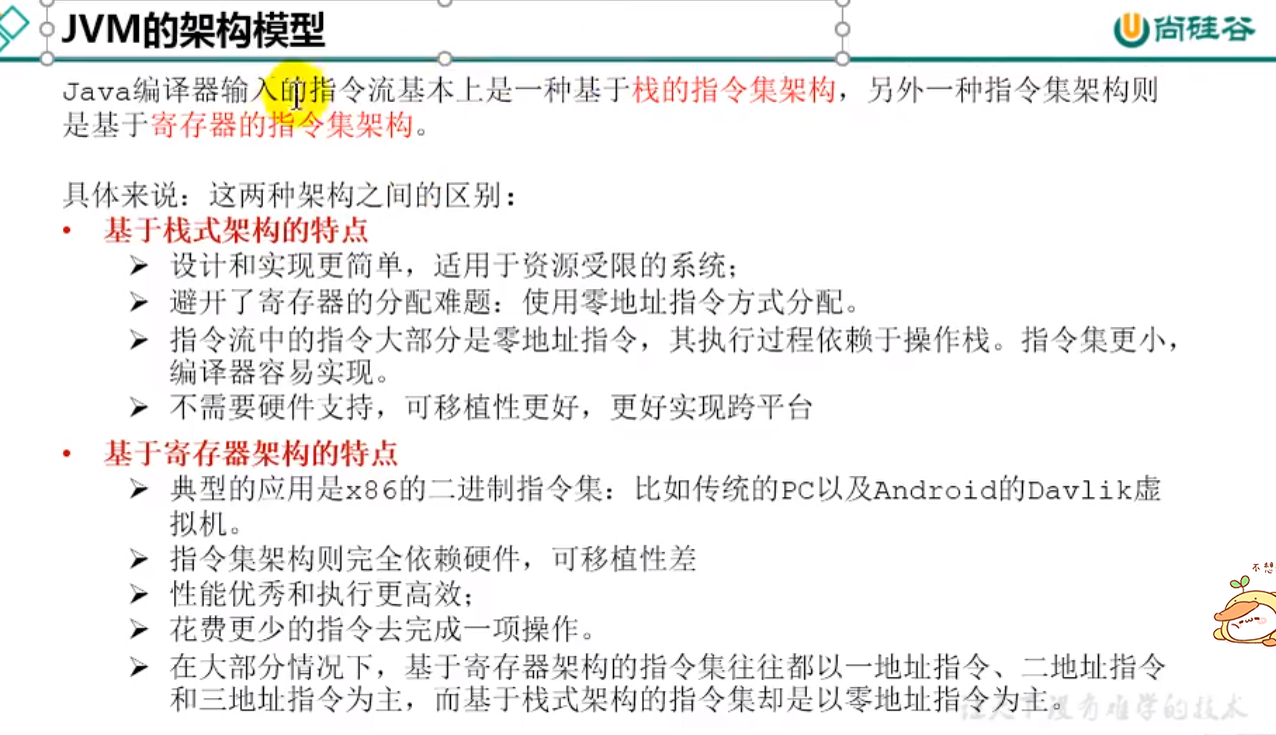 JVM的架构模型
尚硅谷
Java编译器输入的指令流基本上是一种基于栈的指令集架构，另外一种指令集架构则
是基于寄存器的指令集架构。
具体来说：这两种架构之间的区别：
• 基于栈式架构的特点
➢ 设计和实现更简单，适用于资源受限的系统；
➢ 避开了寄存器的分配难题：使用零地址指令方式分配。
➢ 指令流中的指令大部分是零地址指令，其执行过程依赖于操作栈。指令集更小，
编译器容易实现。
➢ 不需要硬件支持，可移植性更好，更好实现跨平台
• 基于寄存器架构的特点
➢ 典型的应用是x86的二进制指令集：比如传统的PC以及Android的Davlik虚
拟机。
➢ 指令集架构则完全依赖硬件，可移植性差
➢ 性能优秀和执行更高效；
➢ 花费更少的指令去完成一项操作。
➢ 在大部分情况下，基于寄存器架构的指令集往往都以一地址指令、二地址指令
和三地址指令为主，而基于栈式架构的指令集却是以零地址指令为主。
不想
没有难学的技术